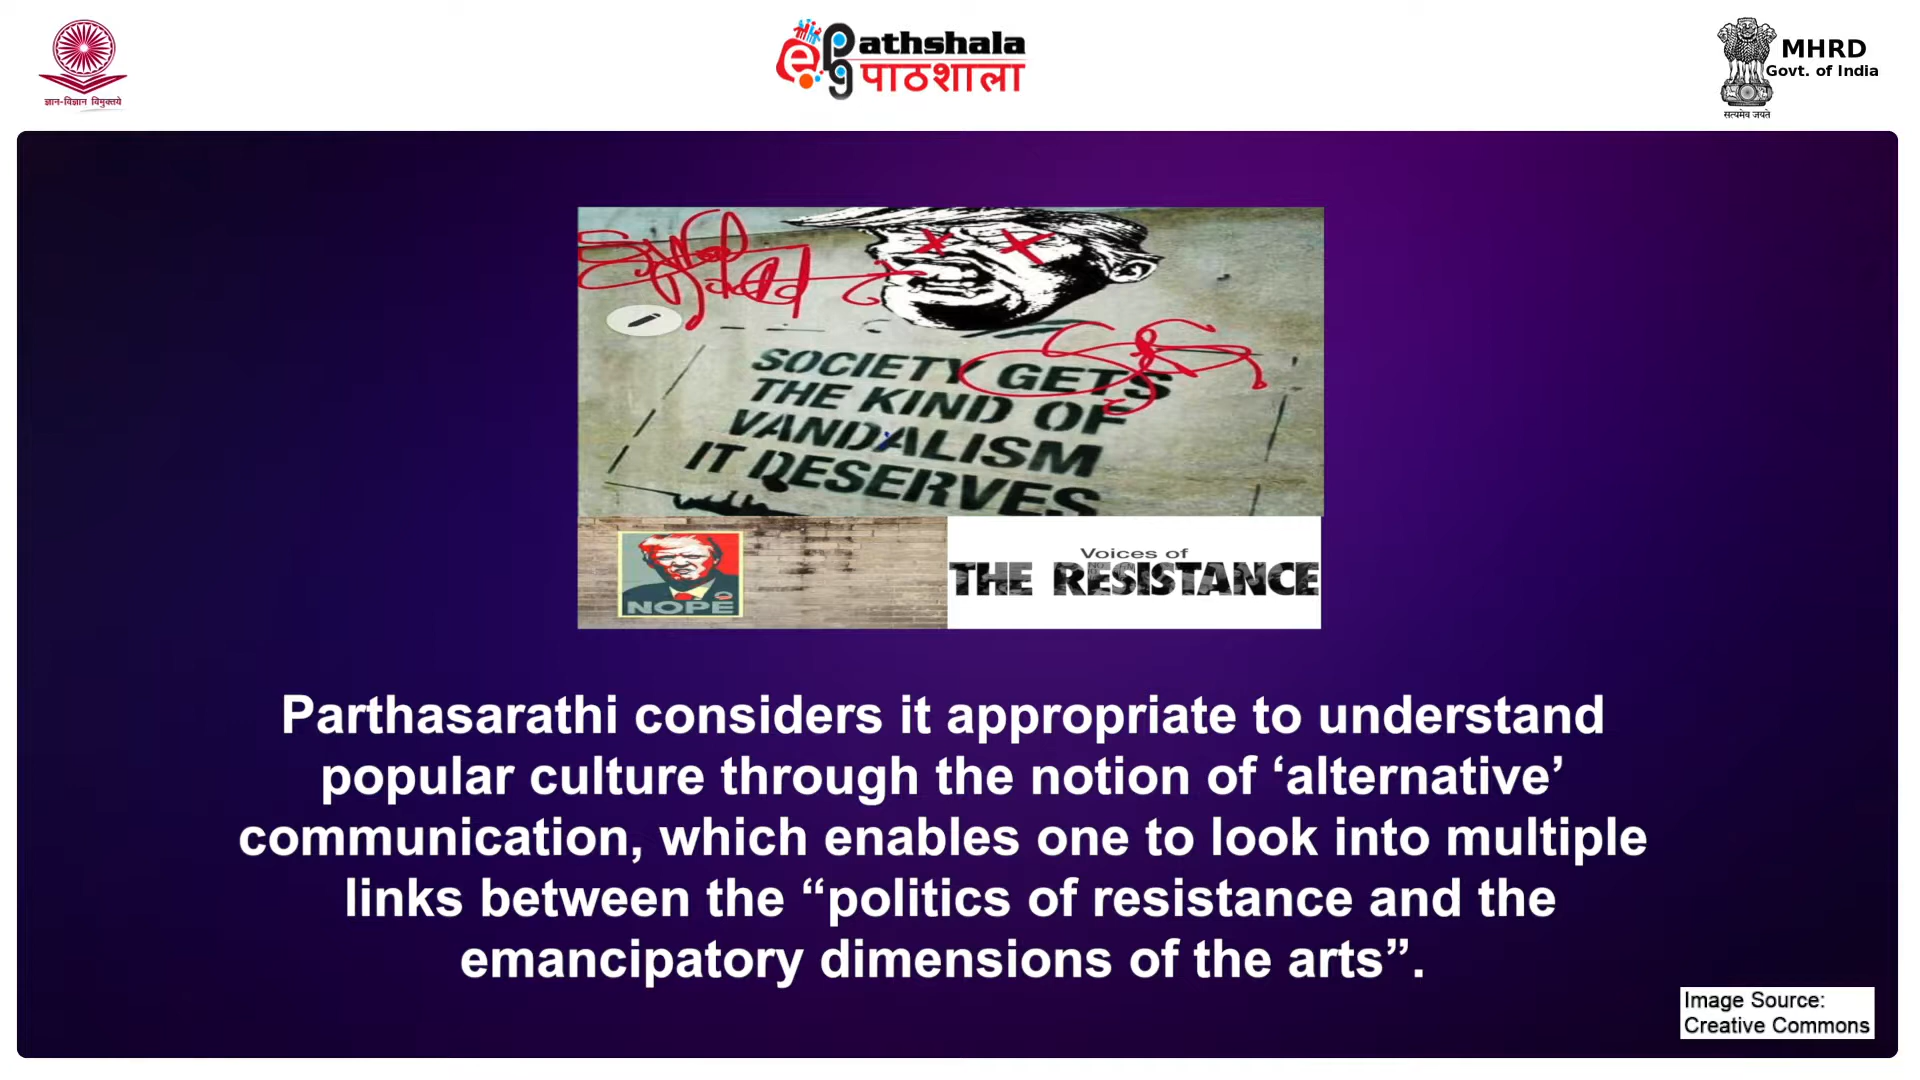 ज्ञान-विज्ञान विमुक्तये
ePG athshala
पाठशाला
MHRD
Govt. of India
सत्यमेव जयते
SOCIETY GETS
THE KIND OF
VANDALISM
IT DESERVES
NOPE
Voices of
THE RESISTANCE
Parthasarathi considers it appropriate to understand
popular culture through the notion of ‘alternative’
communication, which enables one to look into multiple
links between the “politics of resistance and the
emancipatory dimensions of the arts”.
Image Source:
Creative Commons